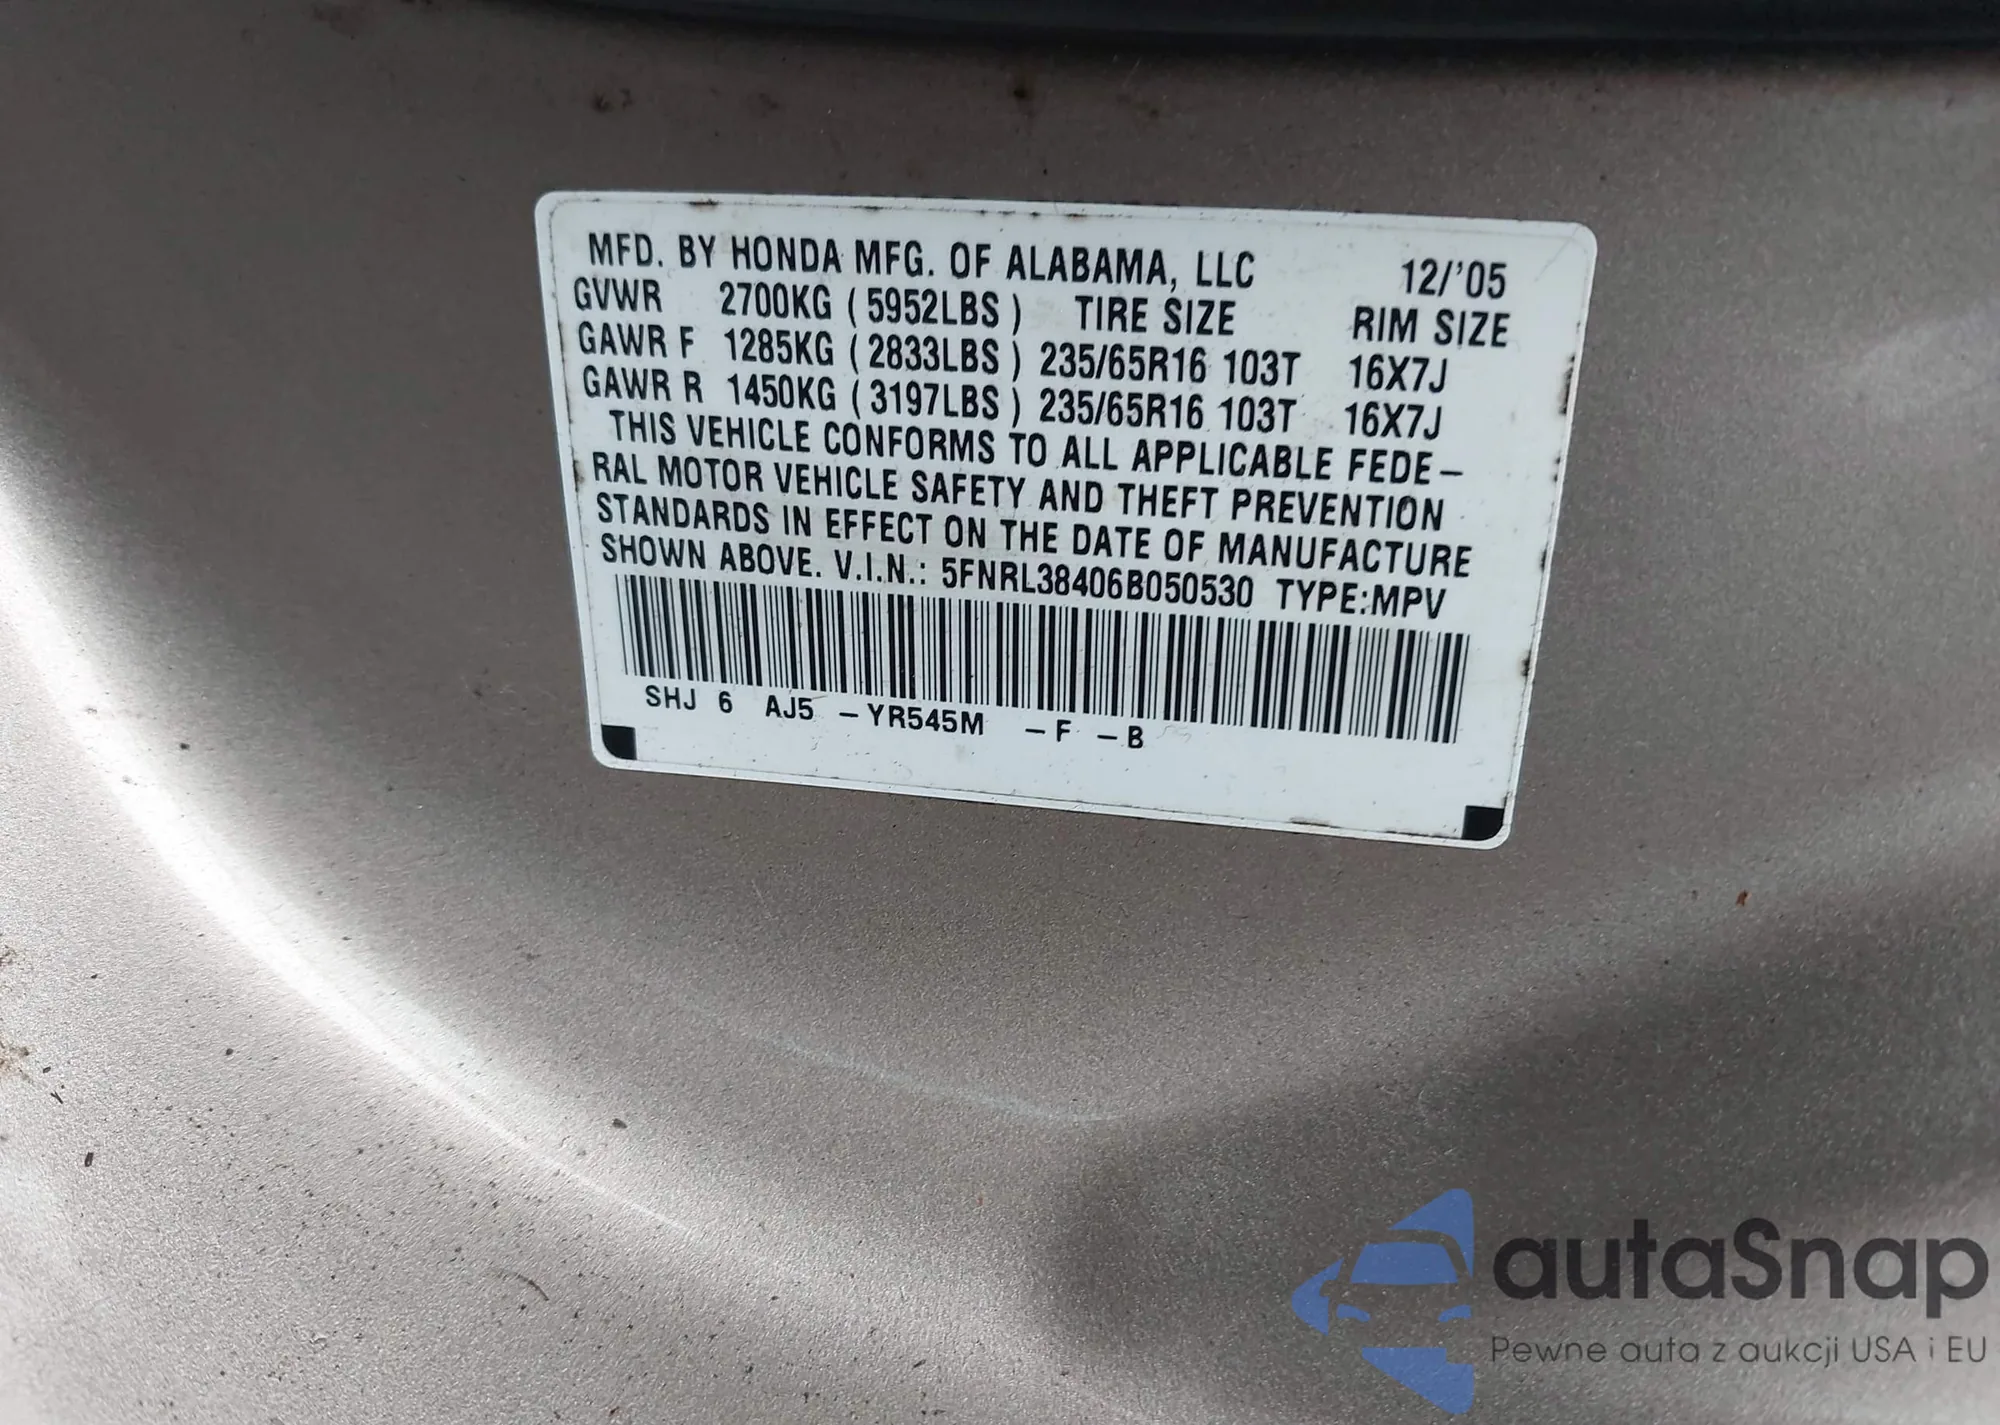 MFD. BY HONDA MFG. OF ALABAMA, LLC 12/'05
GVWR 2700KG ( 5952LBS ) TIRE SIZE RIM SIZE
GAWR F 1285KG ( 2833LBS ) 235/65R16 103T 16X7J
GAWR R 1450KG ( 3197LBS ) 235/65R16 103T 16X7J
THIS VEHICLE CONFORMS TO ALL APPLICABLE FEDE-
RAL MOTOR VEHICLE SAFETY AND THEFT PREVENTION
STANDARDS IN EFFECT ON THE DATE OF MANUFACTURE
SHOWN ABOVE. V.I.N.: 5FNRL38406B050530 TYPE:MPV
SHJ 6 AJ5 -YR545M -F -B
autaSnap
Pewne auta z aukcji USA i EU